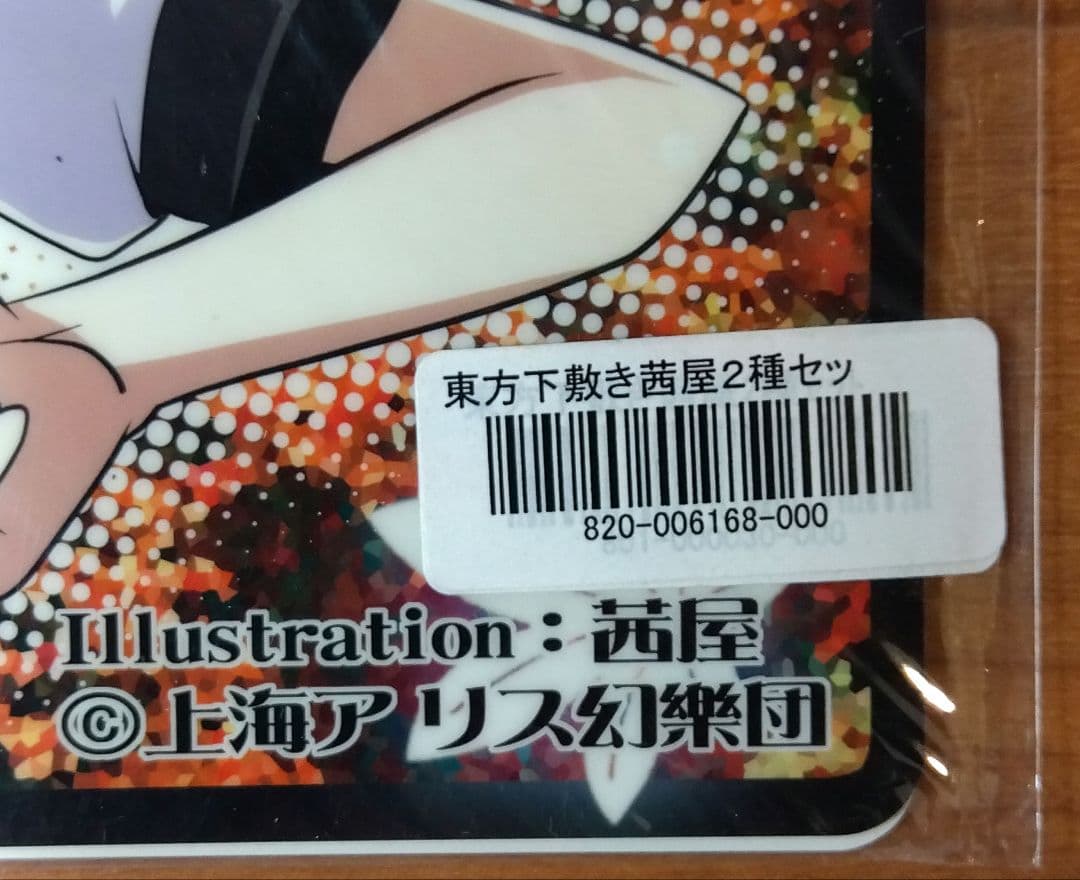 東方下敷き茜屋2種セッ
820-006168-000
Illustration：茜屋
©上海アリス幻樂団